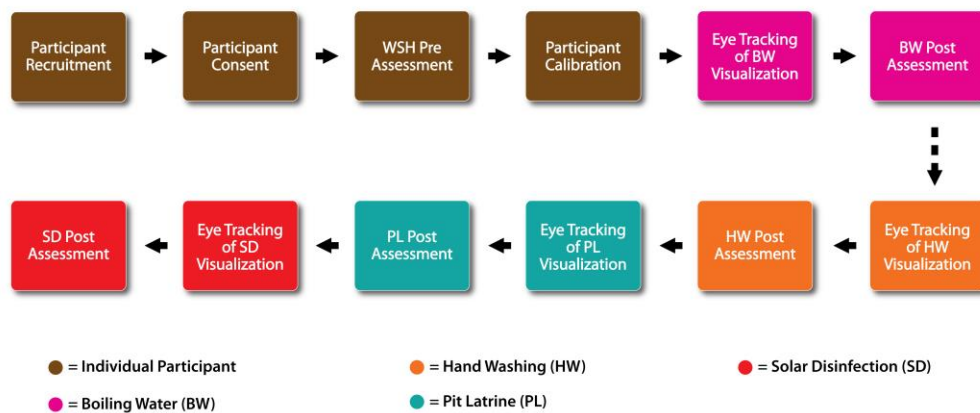 Participant
Recruitment
Participant
Consent
WSH Pre
Assessment
Participant
Calibration
Eye Tracking
of BW
Visualization
BW Post
Assessment
SD Post
Assessment
Eye Tracking
of SD
Visualization
PL Post
Assessment
Eye Tracking
of PL
Visualization
HW Post
Assessment
Eye Tracking
of HW
Visualization
= Individual Participant
= Hand Washing (HW)
= Solar Disinfection (SD)
= Boiling Water (BW)
= Pit Latrine (PL)